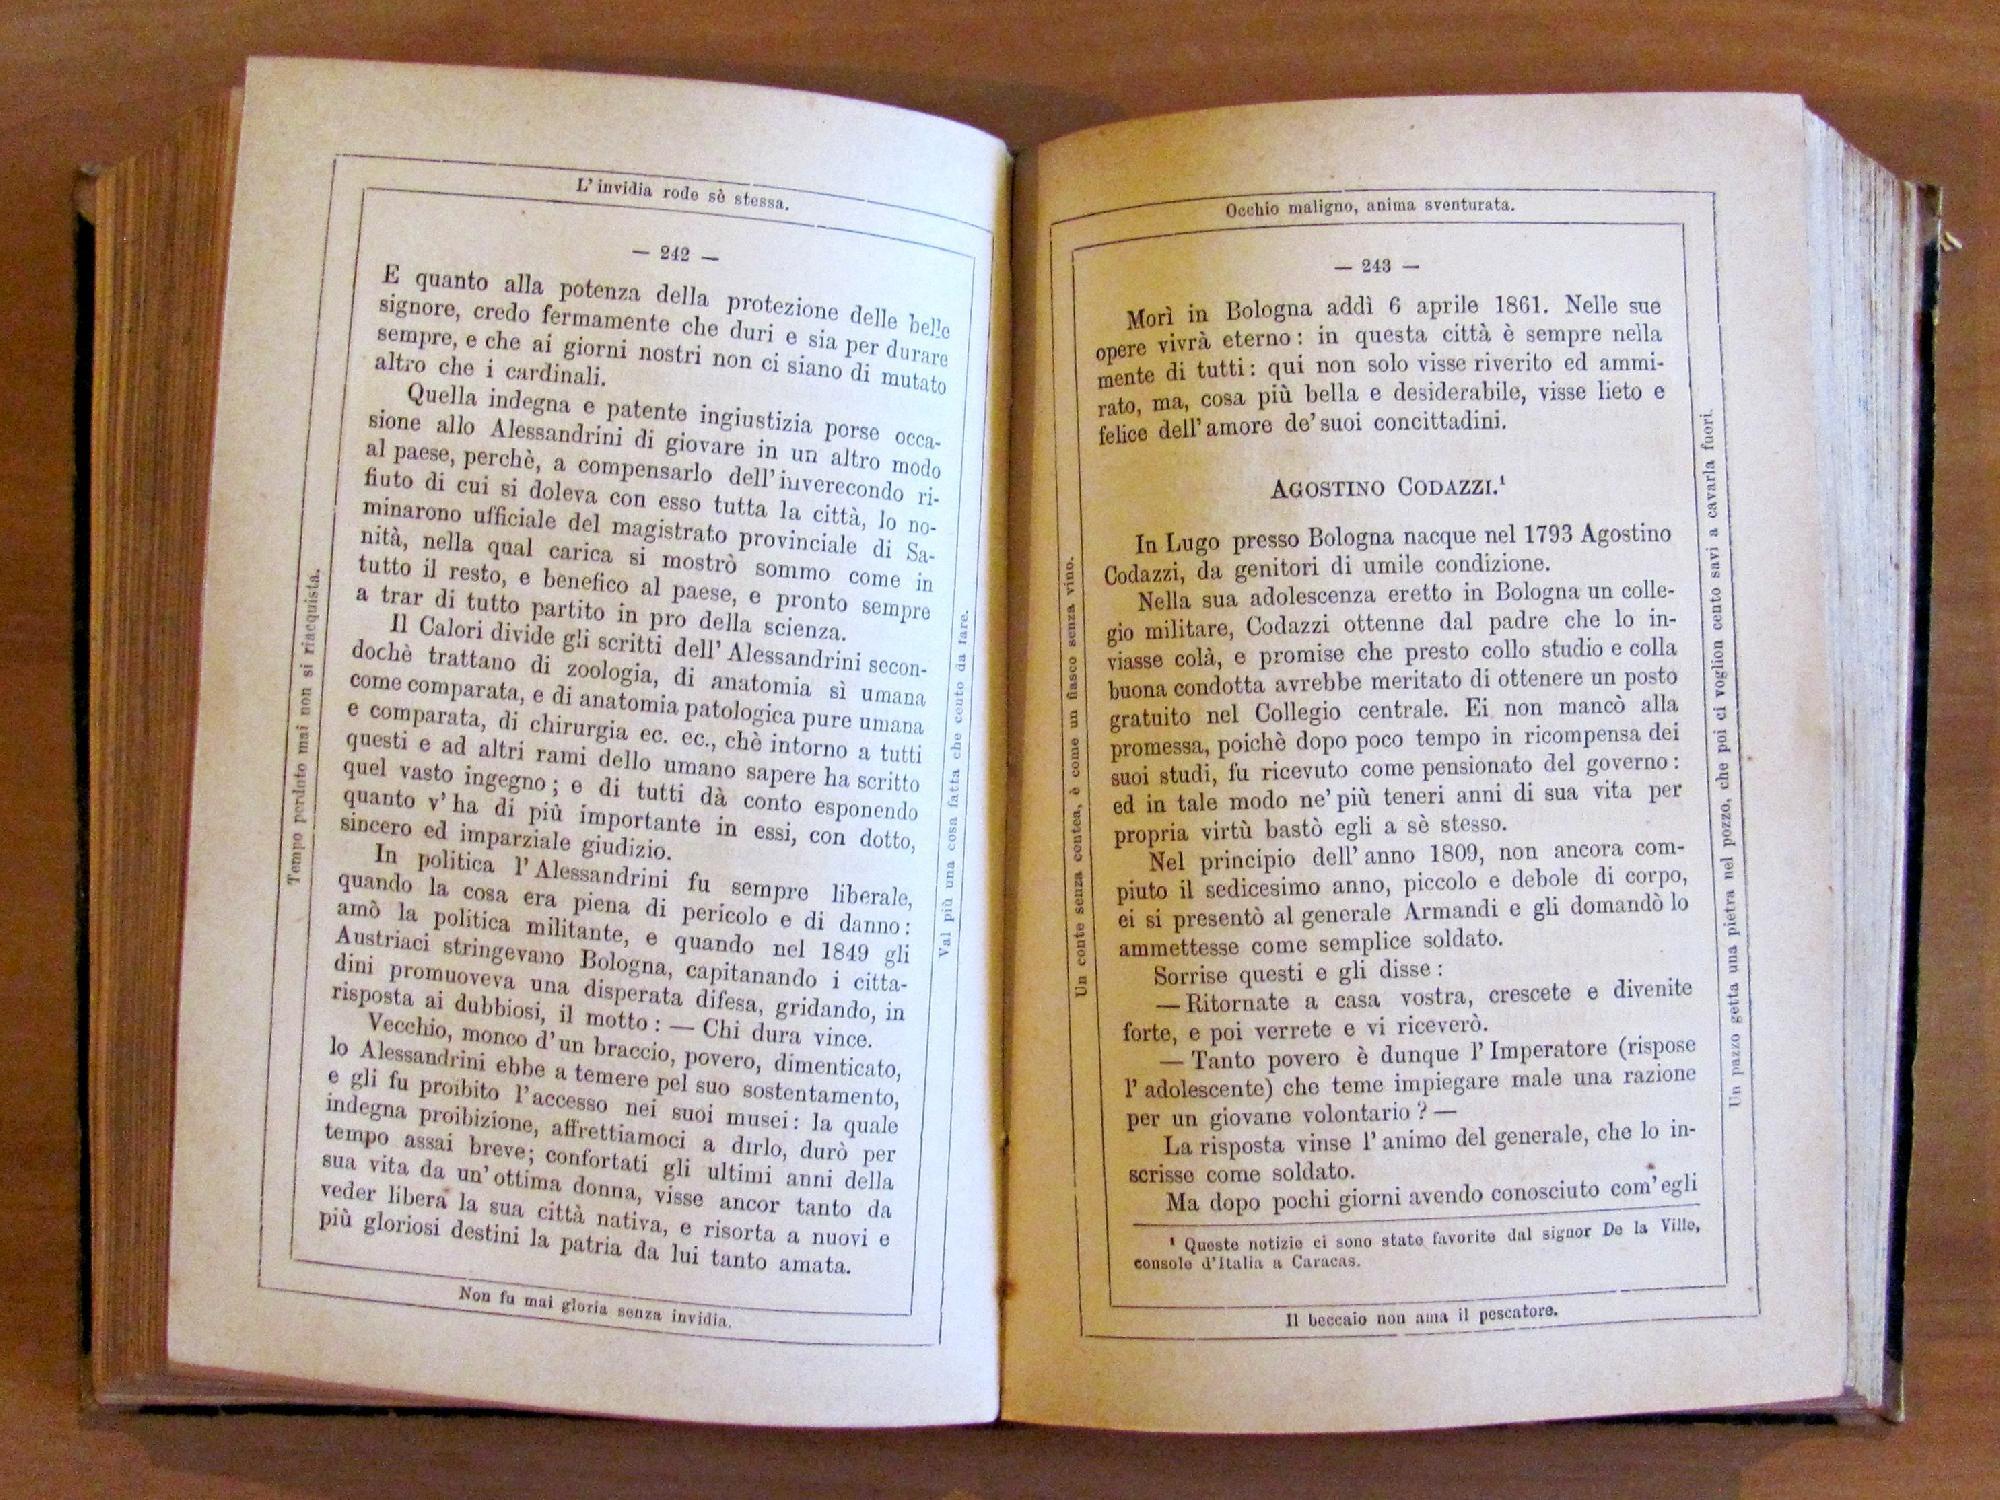 L' invidia rode sè stessa.
— 242 —
E quanto alla potenza della protezione delle belle
signore, credo fermamente che duri e sia per durare
sempre, e che ai giorni nostri non ci siano di mutato
altro che i cardinali.
Quella indegna e patente ingiustizia porse occa-
sione allo Alessandrini di giovare in un altro modo
al paese, perchè, a compensarlo dell' inverecondo ri-
fiuto di cui si doleva con esso tutta la città, lo no-
minarono ufficiale del magistrato provinciale di Sa-
nità, nella qual carica si mostrò sommo come in
tutto il resto, e benefico al paese, e pronto sempre
a trar di tutto partito in pro della scienza.
Il Calori divide gli scritti dell' Alessandrini secon-
dochè trattano di zoologia, di anatomia sì umana
come comparata, e di anatomia patologica pure umana
e comparata, di chirurgia ec. ec., chè intorno a tutti
questi e ad altri rami dello umano sapere ha scritto
quel vasto ingegno; e di tutti dà conto esponendo
quanto v' ha di più importante in essi, con dotto,
sincero ed imparziale giudizio.
In politica l' Alessandrini fu sempre liberale,
quando la cosa era piena di pericolo e di danno:
amò la politica militante, e quando nel 1849 gli
Austriaci stringevano Bologna, capitanando i citta-
dini promuoveva una disperata difesa, gridando, in
risposta ai dubbiosi, il motto: — Chi dura vince.
Vecchio, monco d' un braccio, povero, dimenticato,
lo Alessandrini ebbe a temere pel suo sostentamento,
e gli fu proibito l' accesso nei suoi musei: la quale
indegna proibizione, affrettiamoci a dirlo, durò per
tempo assai breve; confortati gli ultimi anni della
sua vita da un' ottima donna, visse ancor tanto da
veder libera la sua città nativa, e risorta a nuovi e
più gloriosi destini la patria da lui tanto amata.
Non fu mai gloria senza invidia.
Tempo perduto mai non si riacquista.
Val più una cosa fatta che cento da fare.
Occhio maligno, anima sventurata.
— 243 —
Morì in Bologna addì 6 aprile 1861. Nelle sue
opere vivrà eterno: in questa città è sempre nella
mente di tutti: qui non solo visse riverito ed ammi-
rato, ma, cosa più bella e desiderabile, visse lieto e
felice dell' amore de' suoi concittadini.
AGOSTINO CODAZZI.¹
In Lugo presso Bologna nacque nel 1793 Agostino
Codazzi, da genitori di umile condizione.
Nella sua adolescenza eretto in Bologna un colle-
gio militare, Codazzi ottenne dal padre che lo in-
viasse colà, e promise che presto collo studio e colla
buona condotta avrebbe meritato di ottenere un posto
gratuito nel Collegio centrale. Ei non mancò alla
promessa, poichè dopo poco tempo in ricompensa dei
suoi studi, fu ricevuto come pensionato del governo:
ed in tale modo ne' più teneri anni di sua vita per
propria virtù bastò egli a sè stesso.
Nel principio dell' anno 1809, non ancora com-
piuto il sedicesimo anno, piccolo e debole di corpo,
ei si presentò al generale Armandi e gli domandò lo
ammettesse come semplice soldato.
Sorrise questi e gli disse:
— Ritornate a casa vostra, crescete e divenite
forte, e poi verrete e vi riceverò.
— Tanto povero è dunque l' Imperatore (rispose
l' adolescente) che teme impiegare male una razione
per un giovane volontario? —
La risposta vinse l' animo del generale, che lo in-
scrisse come soldato.
Ma dopo pochi giorni avendo conosciuto com' egli
¹ Queste notizie ci sono state favorite dal signor De la Ville,
console d'Italia a Caracas.
Il beccaio non ama il pescatore.
Un conte senza contea, è come un fiasco senza vino.
Un pazzo getta una pietra nel pozzo, che poi ci voglion cento savi a cavarla fuori.